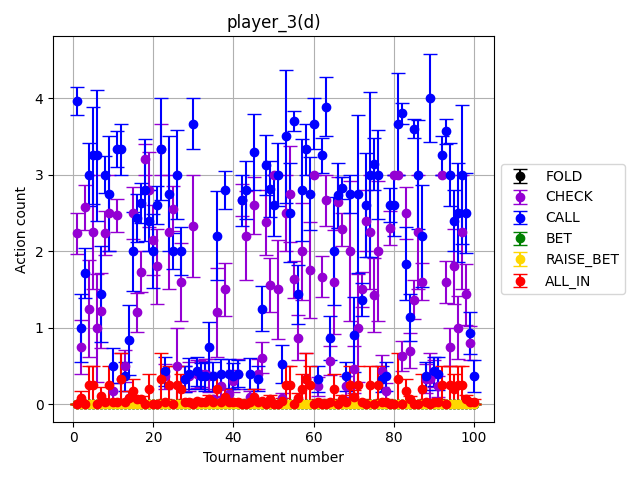 player_3(d)
Action count
4
3
2
1
0
0
20
40
60
80
100
Tournament number
FOLD
CHECK
CALL
BET
RAISE_BET
ALL_IN